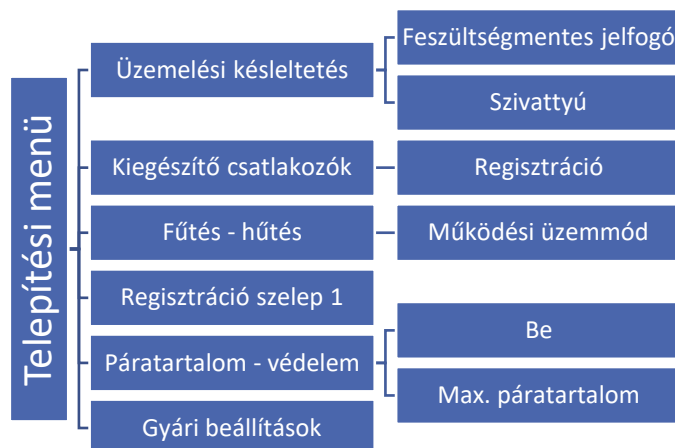 Telepítési menü
Üzemelési késleltetés
Feszültségmentes jelfogó
Szivattyú
Kiegészítő csatlakozók
Regisztráció
Fűtés - hűtés
Működési üzemmód
Regisztráció szelep 1
Páratartalom - védelem
Be
Max. páratartalom
Gyári beállítások